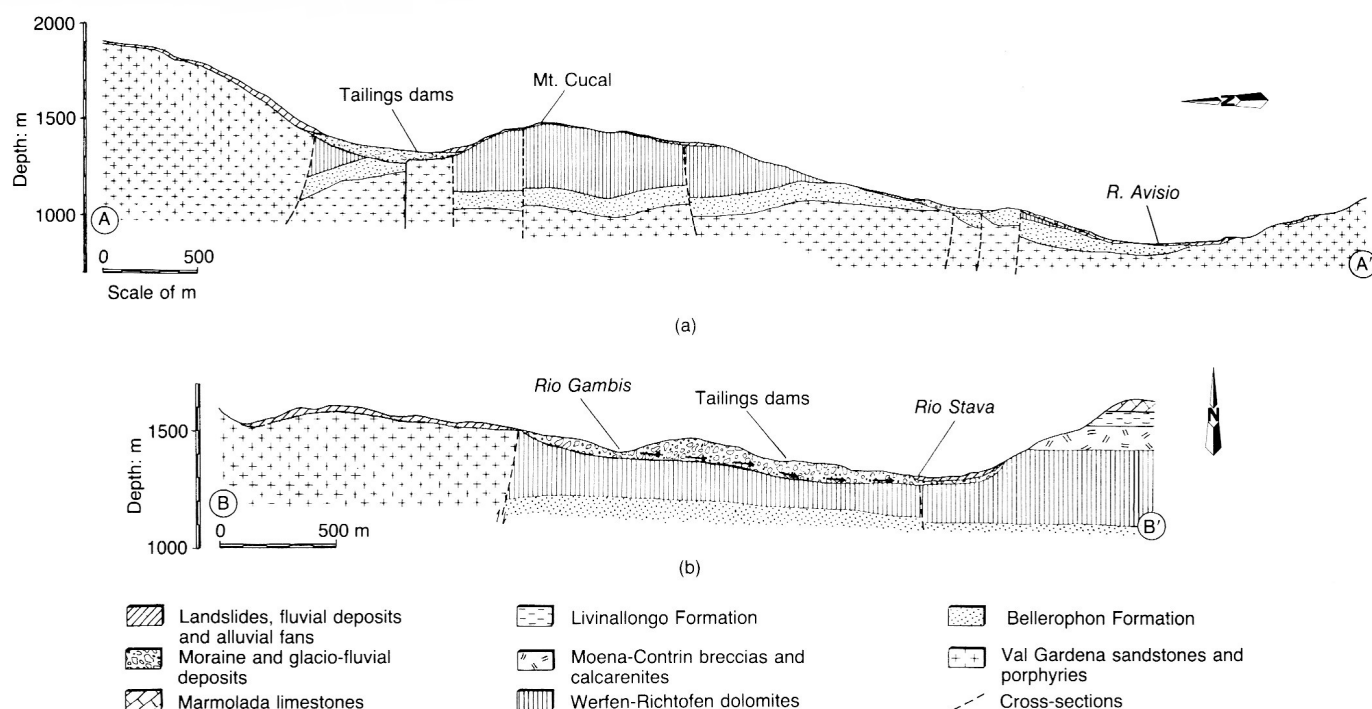 2000
Mt. Cucal
Tailings dams
N
1500
Depth: m
R. Avisio
1000
A
0 500
A'
Scale of m
(a)
Rio Gambis
Tailings dams
Rio Stava
N
1500
Depth: m
B
0 500 m
B'
1000
(b)
Landslides, fluvial deposits
and alluvial fans
Moraine and glacio-fluvial
deposits
Marmolada limestones
Livinallongo Formation
Moena-Contrin breccias and
calcarenites
Werfen-Richtofen dolomites
Bellerophon Formation
Val Gardena sandstones and
porphyries
Cross-sections